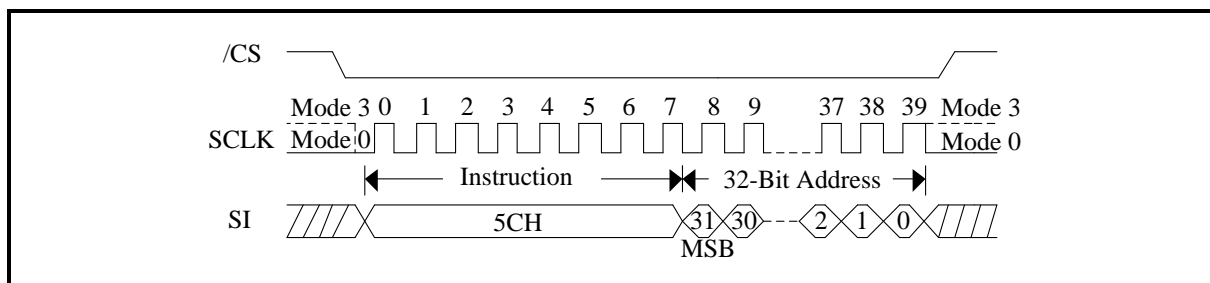 /CS
Mode 3 0 1 2 3 4 5 6 7 8 9 37 38 39 Mode 3
SCLK Mode 0 Mode 0
Instruction 32-Bit Address
SI 5CH 31 30 2 1 0
MSB